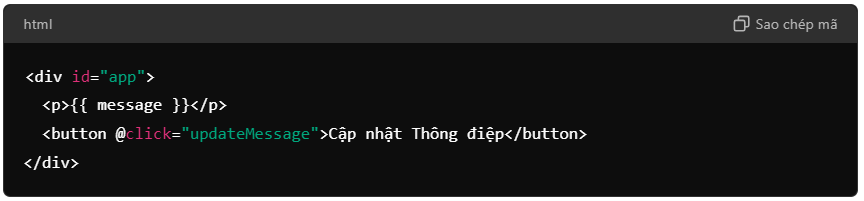 html
Sao chép mã
<div id="app">
  <p>{{ message }}</p>
  <button @click="updateMessage">Cập nhật Thông điệp</button>
</div>